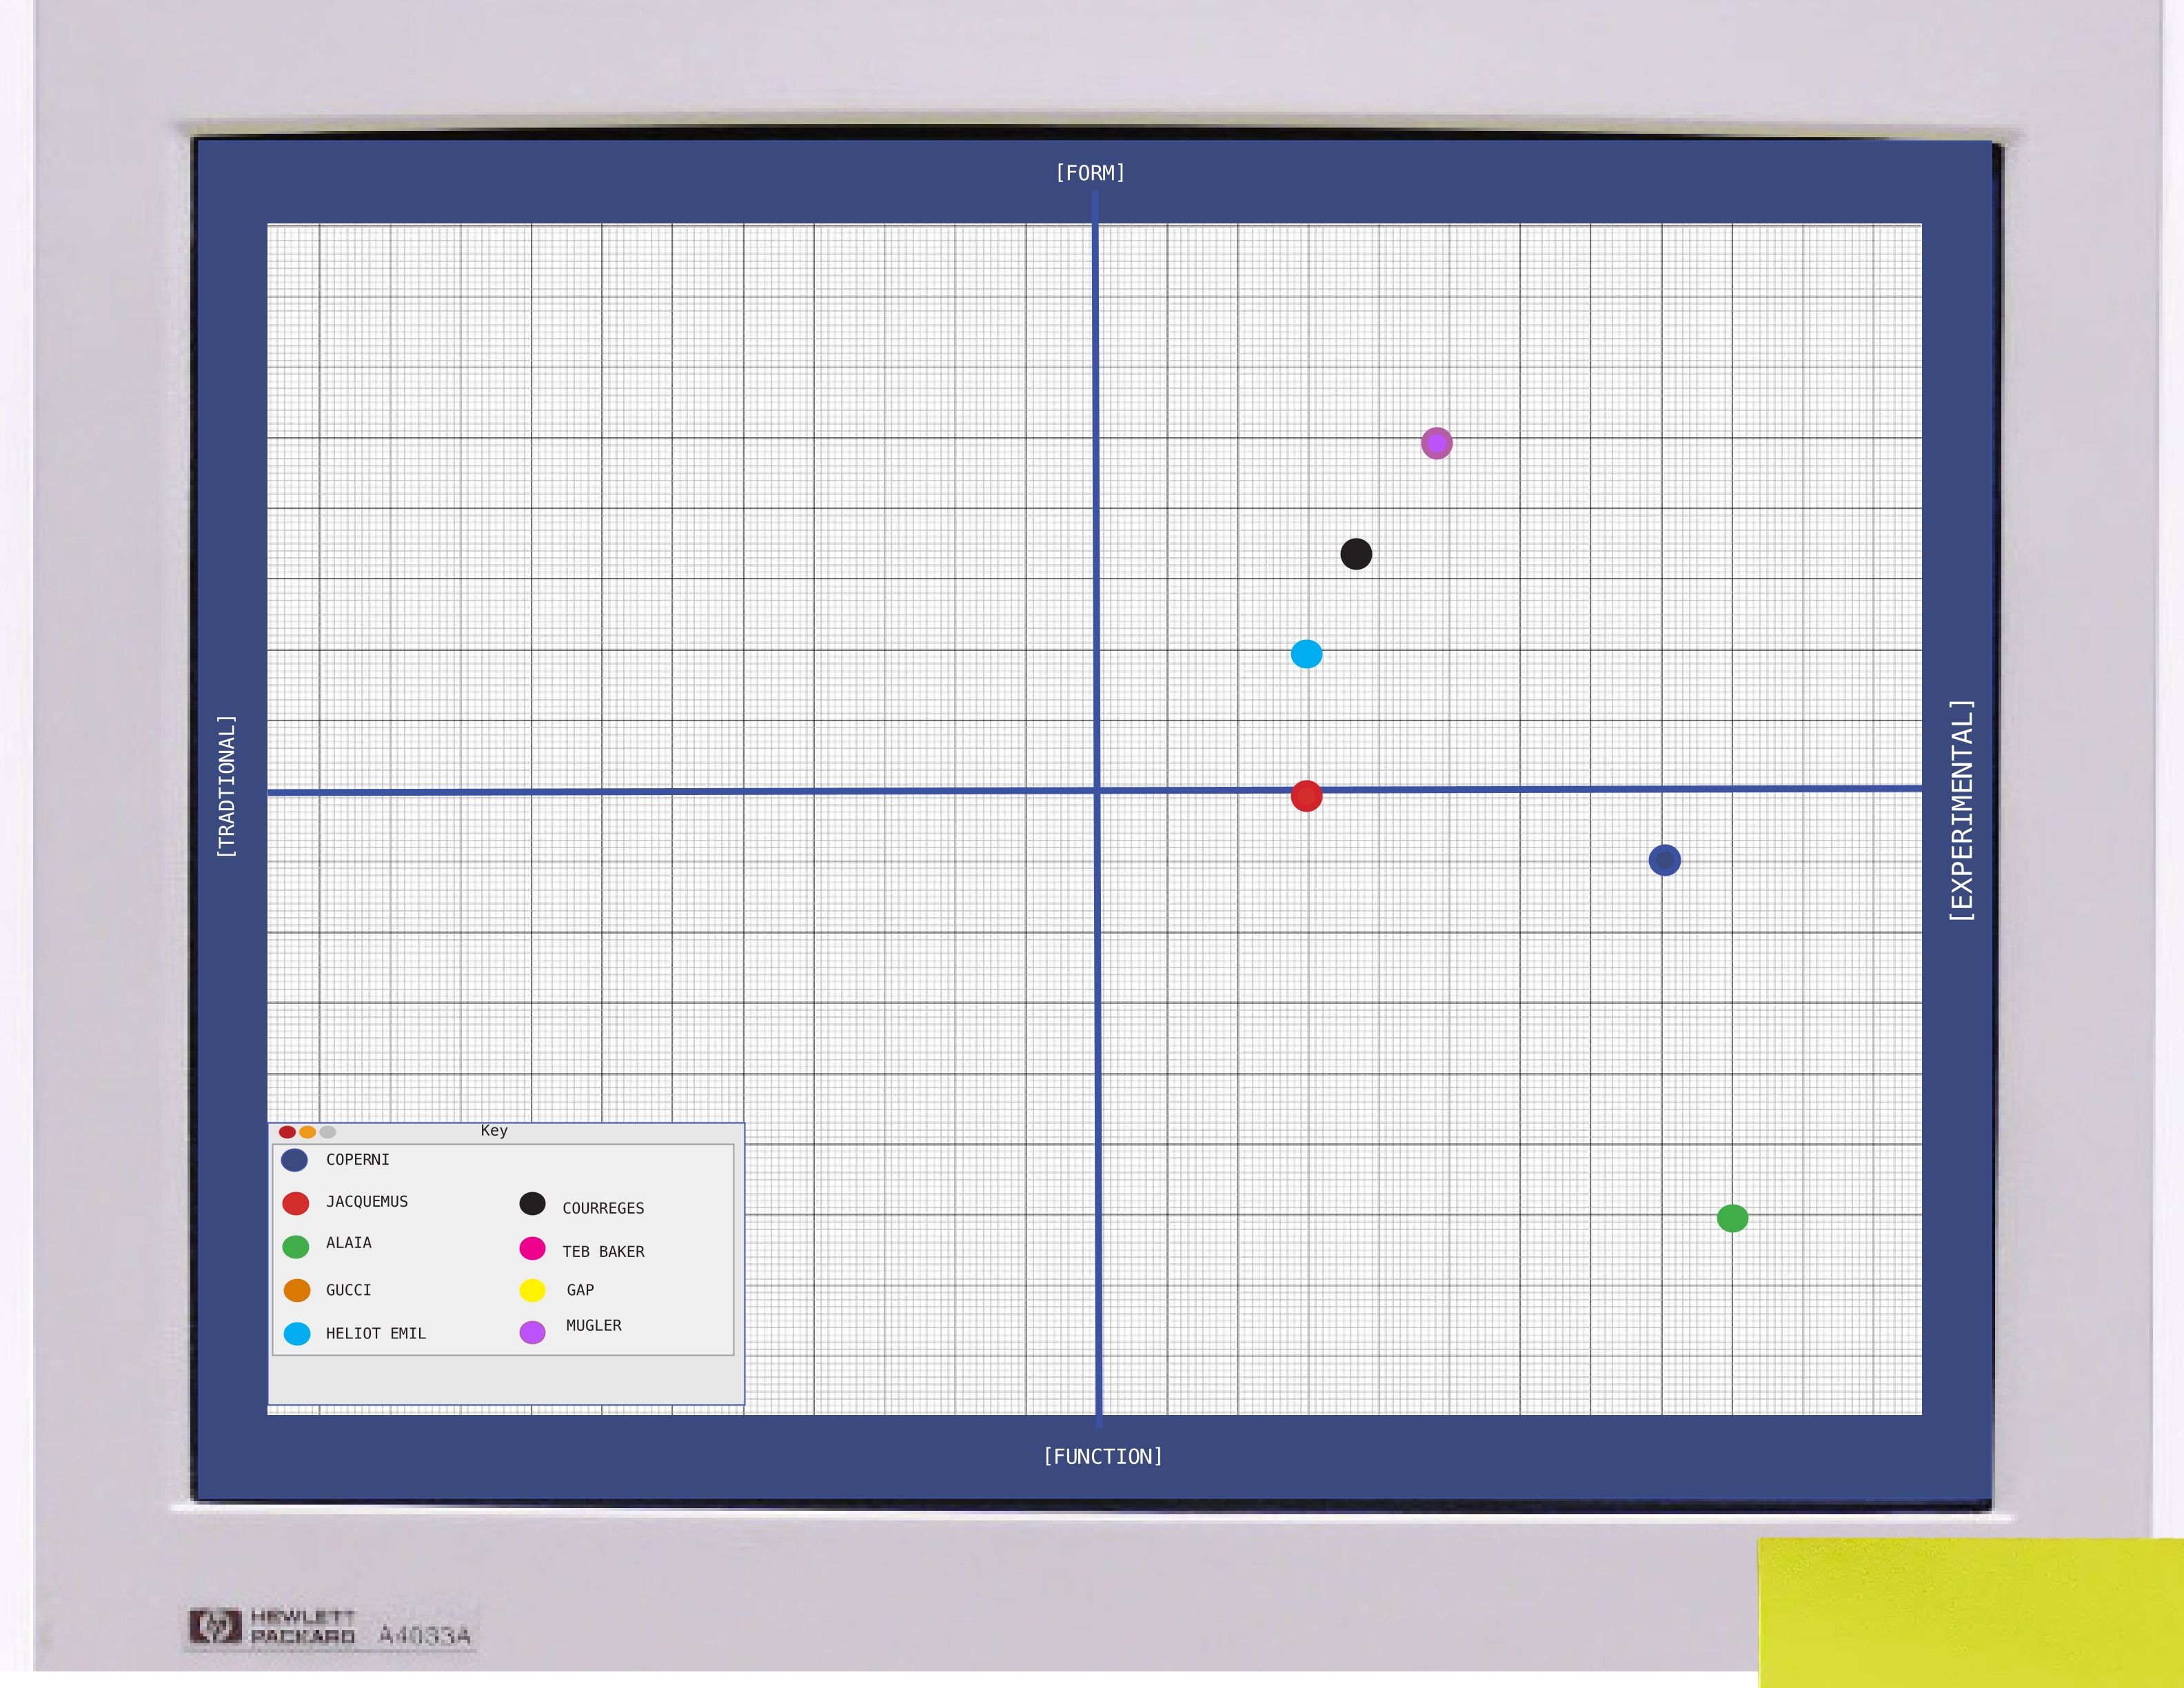 [FORM]
[TRADTIONAL]
[EXPERIMENTAL]
Key
COPERNI
JACQUEMUS
ALAIA
GUCCI
HELIOT EMIL
COURREGES
TEB BAKER
GAP
MUGLER
[FUNCTION]
hp HEWLETT
PACKARD A4033A